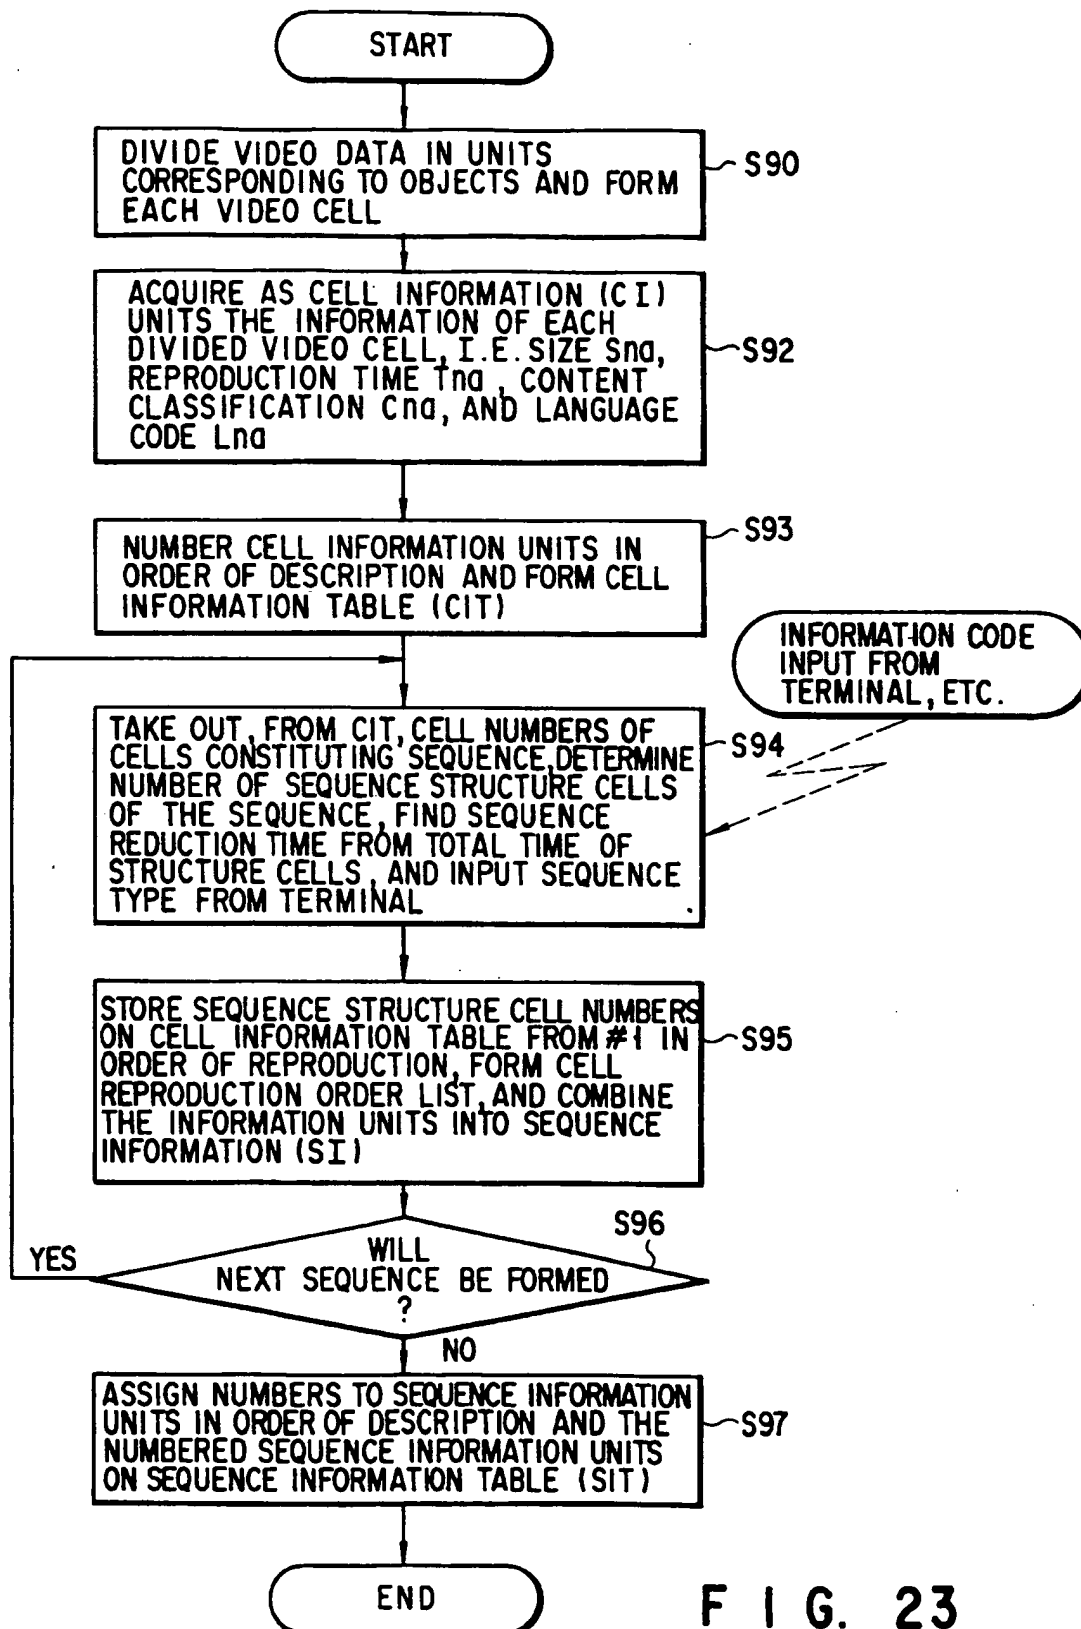 START
DIVIDE VIDEO DATA IN UNITS
CORRESPONDING TO OBJECTS AND FORM
EACH VIDEO CELL
S90
ACQUIRE AS CELL INFORMATION (CI)
UNITS THE INFORMATION OF EACH
DIVIDED VIDEO CELL, I.E. SIZE Sna,
REPRODUCTION TIME Tna, CONTENT
CLASSIFICATION Cna, AND LANGUAGE
CODE Lna
S92
NUMBER CELL INFORMATION UNITS IN
ORDER OF DESCRIPTION AND FORM CELL
INFORMATION TABLE (CIT)
S93
INFORMATION CODE
INPUT FROM
TERMINAL, ETC.
TAKE OUT, FROM CIT, CELL NUMBERS OF
CELLS CONSTITUTING SEQUENCE, DETERMINE
NUMBER OF SEQUENCE STRUCTURE CELLS
OF THE SEQUENCE, FIND SEQUENCE
REDUCTION TIME FROM TOTAL TIME OF
STRUCTURE CELLS, AND INPUT SEQUENCE
TYPE FROM TERMINAL
S94
STORE SEQUENCE STRUCTURE CELL NUMBERS
ON CELL INFORMATION TABLE FROM #1 IN
ORDER OF REPRODUCTION, FORM CELL
REPRODUCTION ORDER LIST, AND COMBINE
THE INFORMATION UNITS INTO SEQUENCE
INFORMATION (SI)
S95
S96
YES
WILL
NEXT SEQUENCE BE FORMED
?
NO
ASSIGN NUMBERS TO SEQUENCE INFORMATION
UNITS IN ORDER OF DESCRIPTION AND THE
NUMBERED SEQUENCE INFORMATION UNITS
ON SEQUENCE INFORMATION TABLE (SIT)
S97
END
FIG. 23